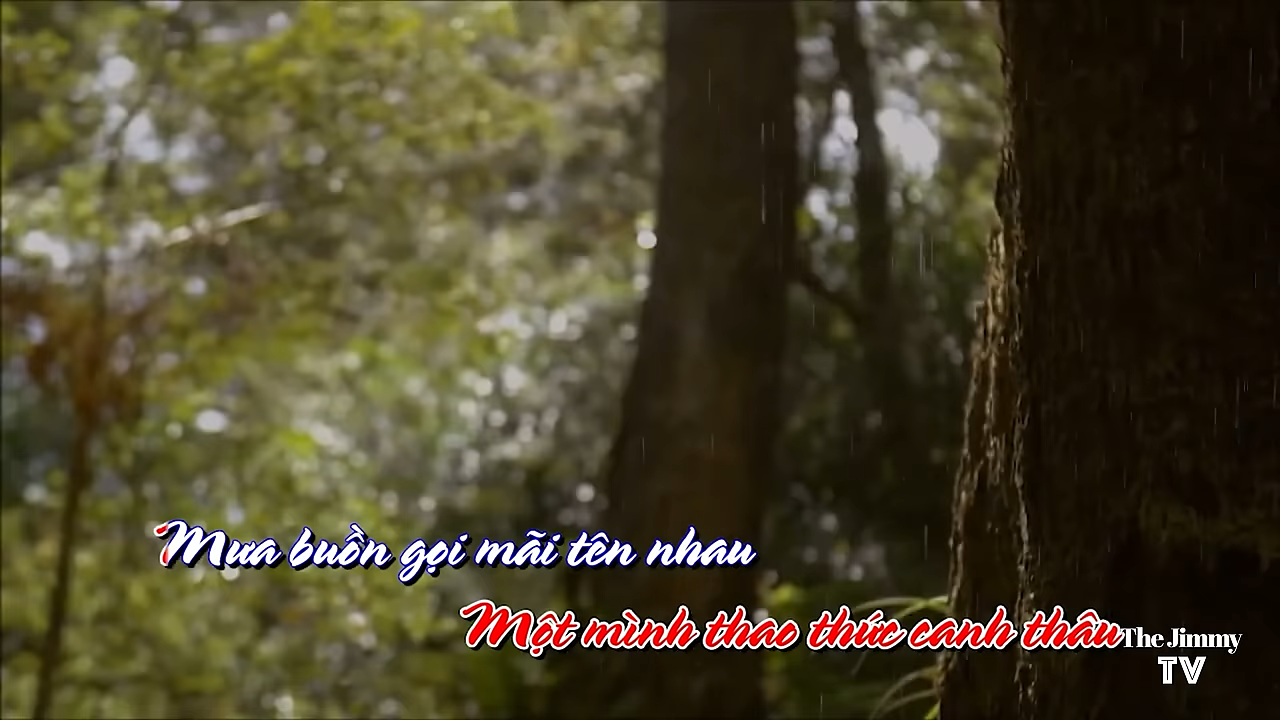 Mưa buồn gọi mãi tên nhau
Một mình thao thức canh thâu
The Jimmy
TV